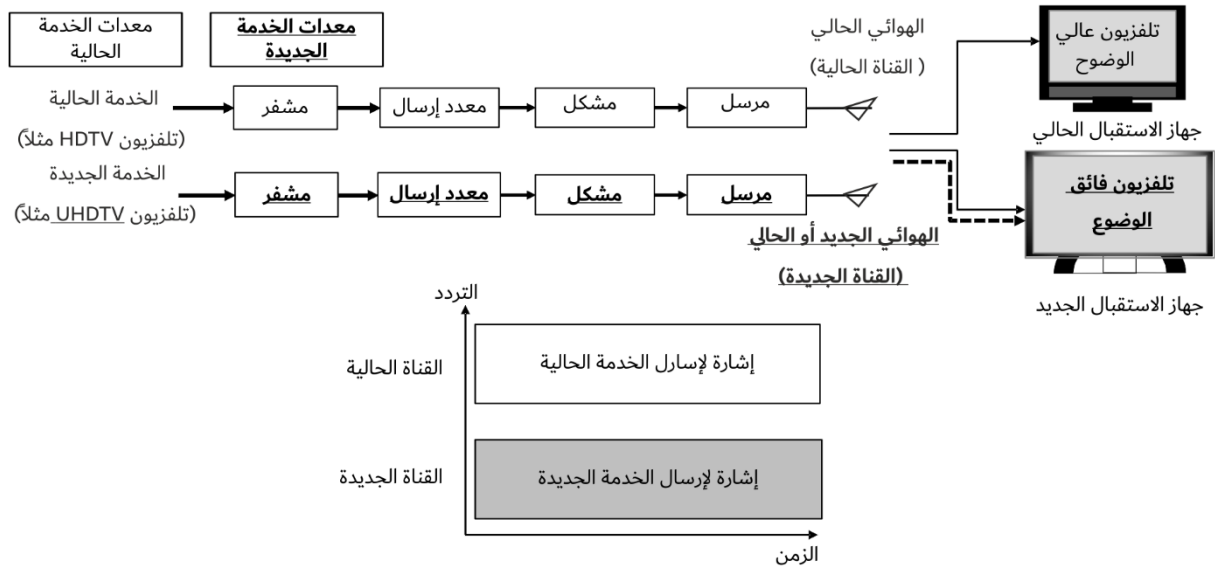 معدات الخدمة
الحالية
معدات الخدمة
الجديدة
الهوائي الحالي
( القناة الحالية)
تلفزيون عالي
الوضوح
جهاز الاستقبال الحالي
الخدمة الحالية
(تلفزيون HDTV مثلاً)
مشفر
معدد إرسال
مشكل
مرسل
الخدمة الجديدة
(تلفزيون UHDTV مثلاً)
مشفر
معدد إرسال
مشكل
مرسل
الهوائي الجديد أو الحالي
(القناة الجديدة)
تلفزيون فائق
الوضوع
جهاز الاستقبال الجديد
التردد
القناة الحالية
إشارة لإسارل الخدمة الحالية
القناة الجديدة
إشارة لإرسال الخدمة الجديدة
الزمن